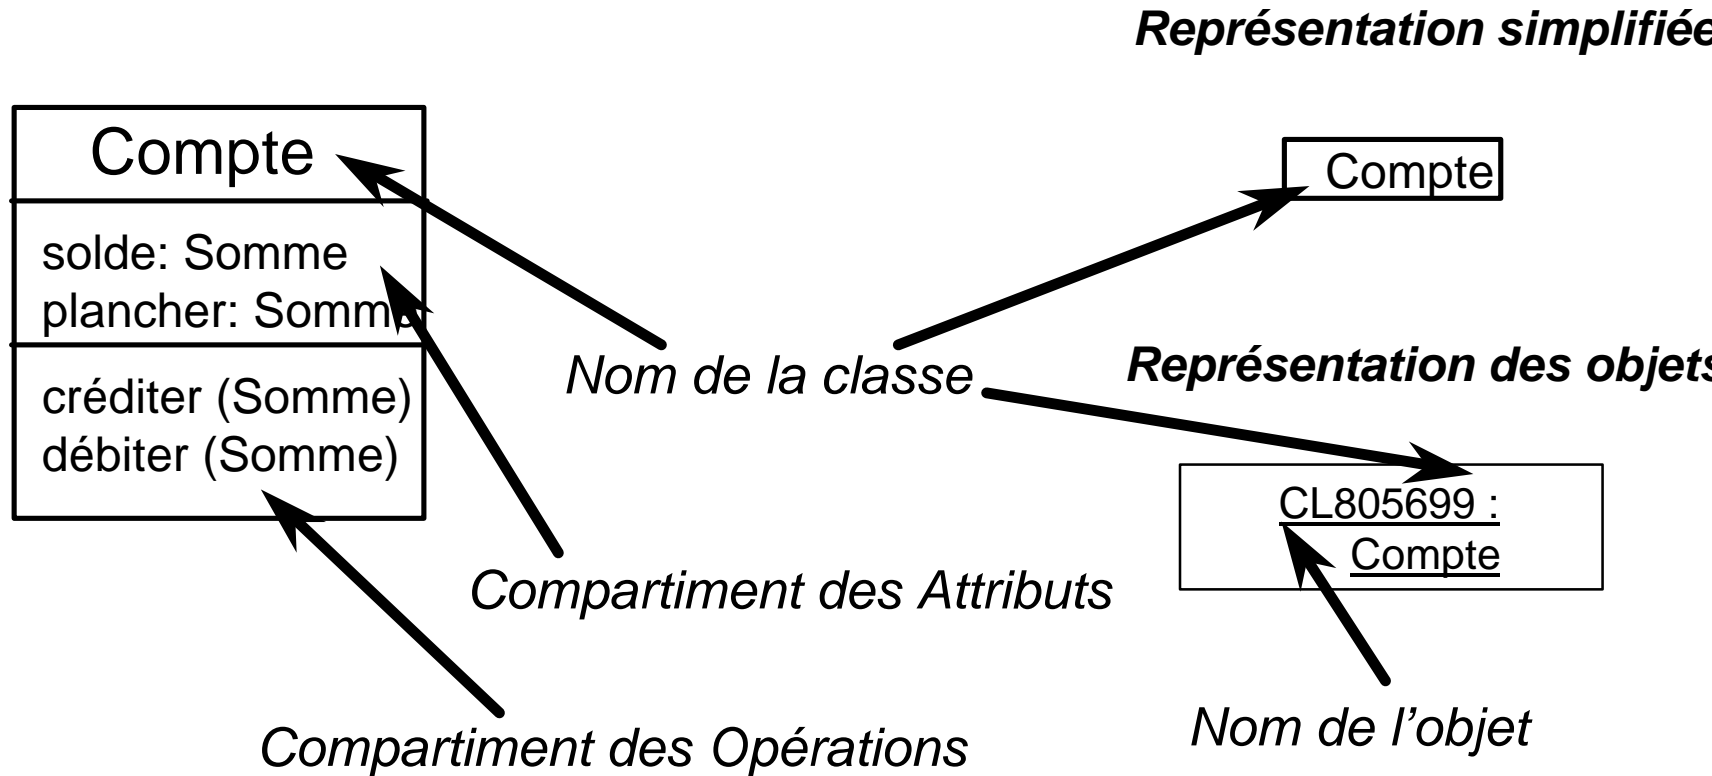 Représentation simplifiée
Compte
solde: Somme
plancher: Somme
créditer (Somme)
débiter (Somme)
Compte
Nom de la classe
Représentation des objets
CL805699 :
Compte
Compartiment des Attributs
Compartiment des Opérations
Nom de l’objet